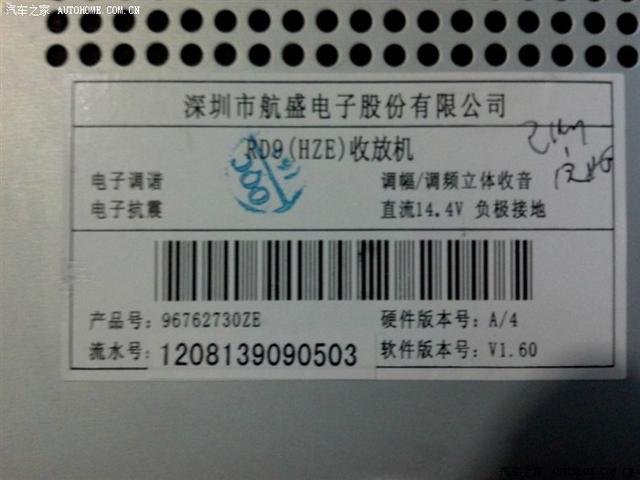 汽车之家 AUTOHOME.COM.CN
深圳市航盛电子股份有限公司
RD9(HZE)收放机
电子调谐 调幅/调频立体收音
电子抗震 直流14.4V 负极接地
产品号: 96762730ZE 硬件版本号: A/4
流水号: 1208139090503 软件版本号: V1.60